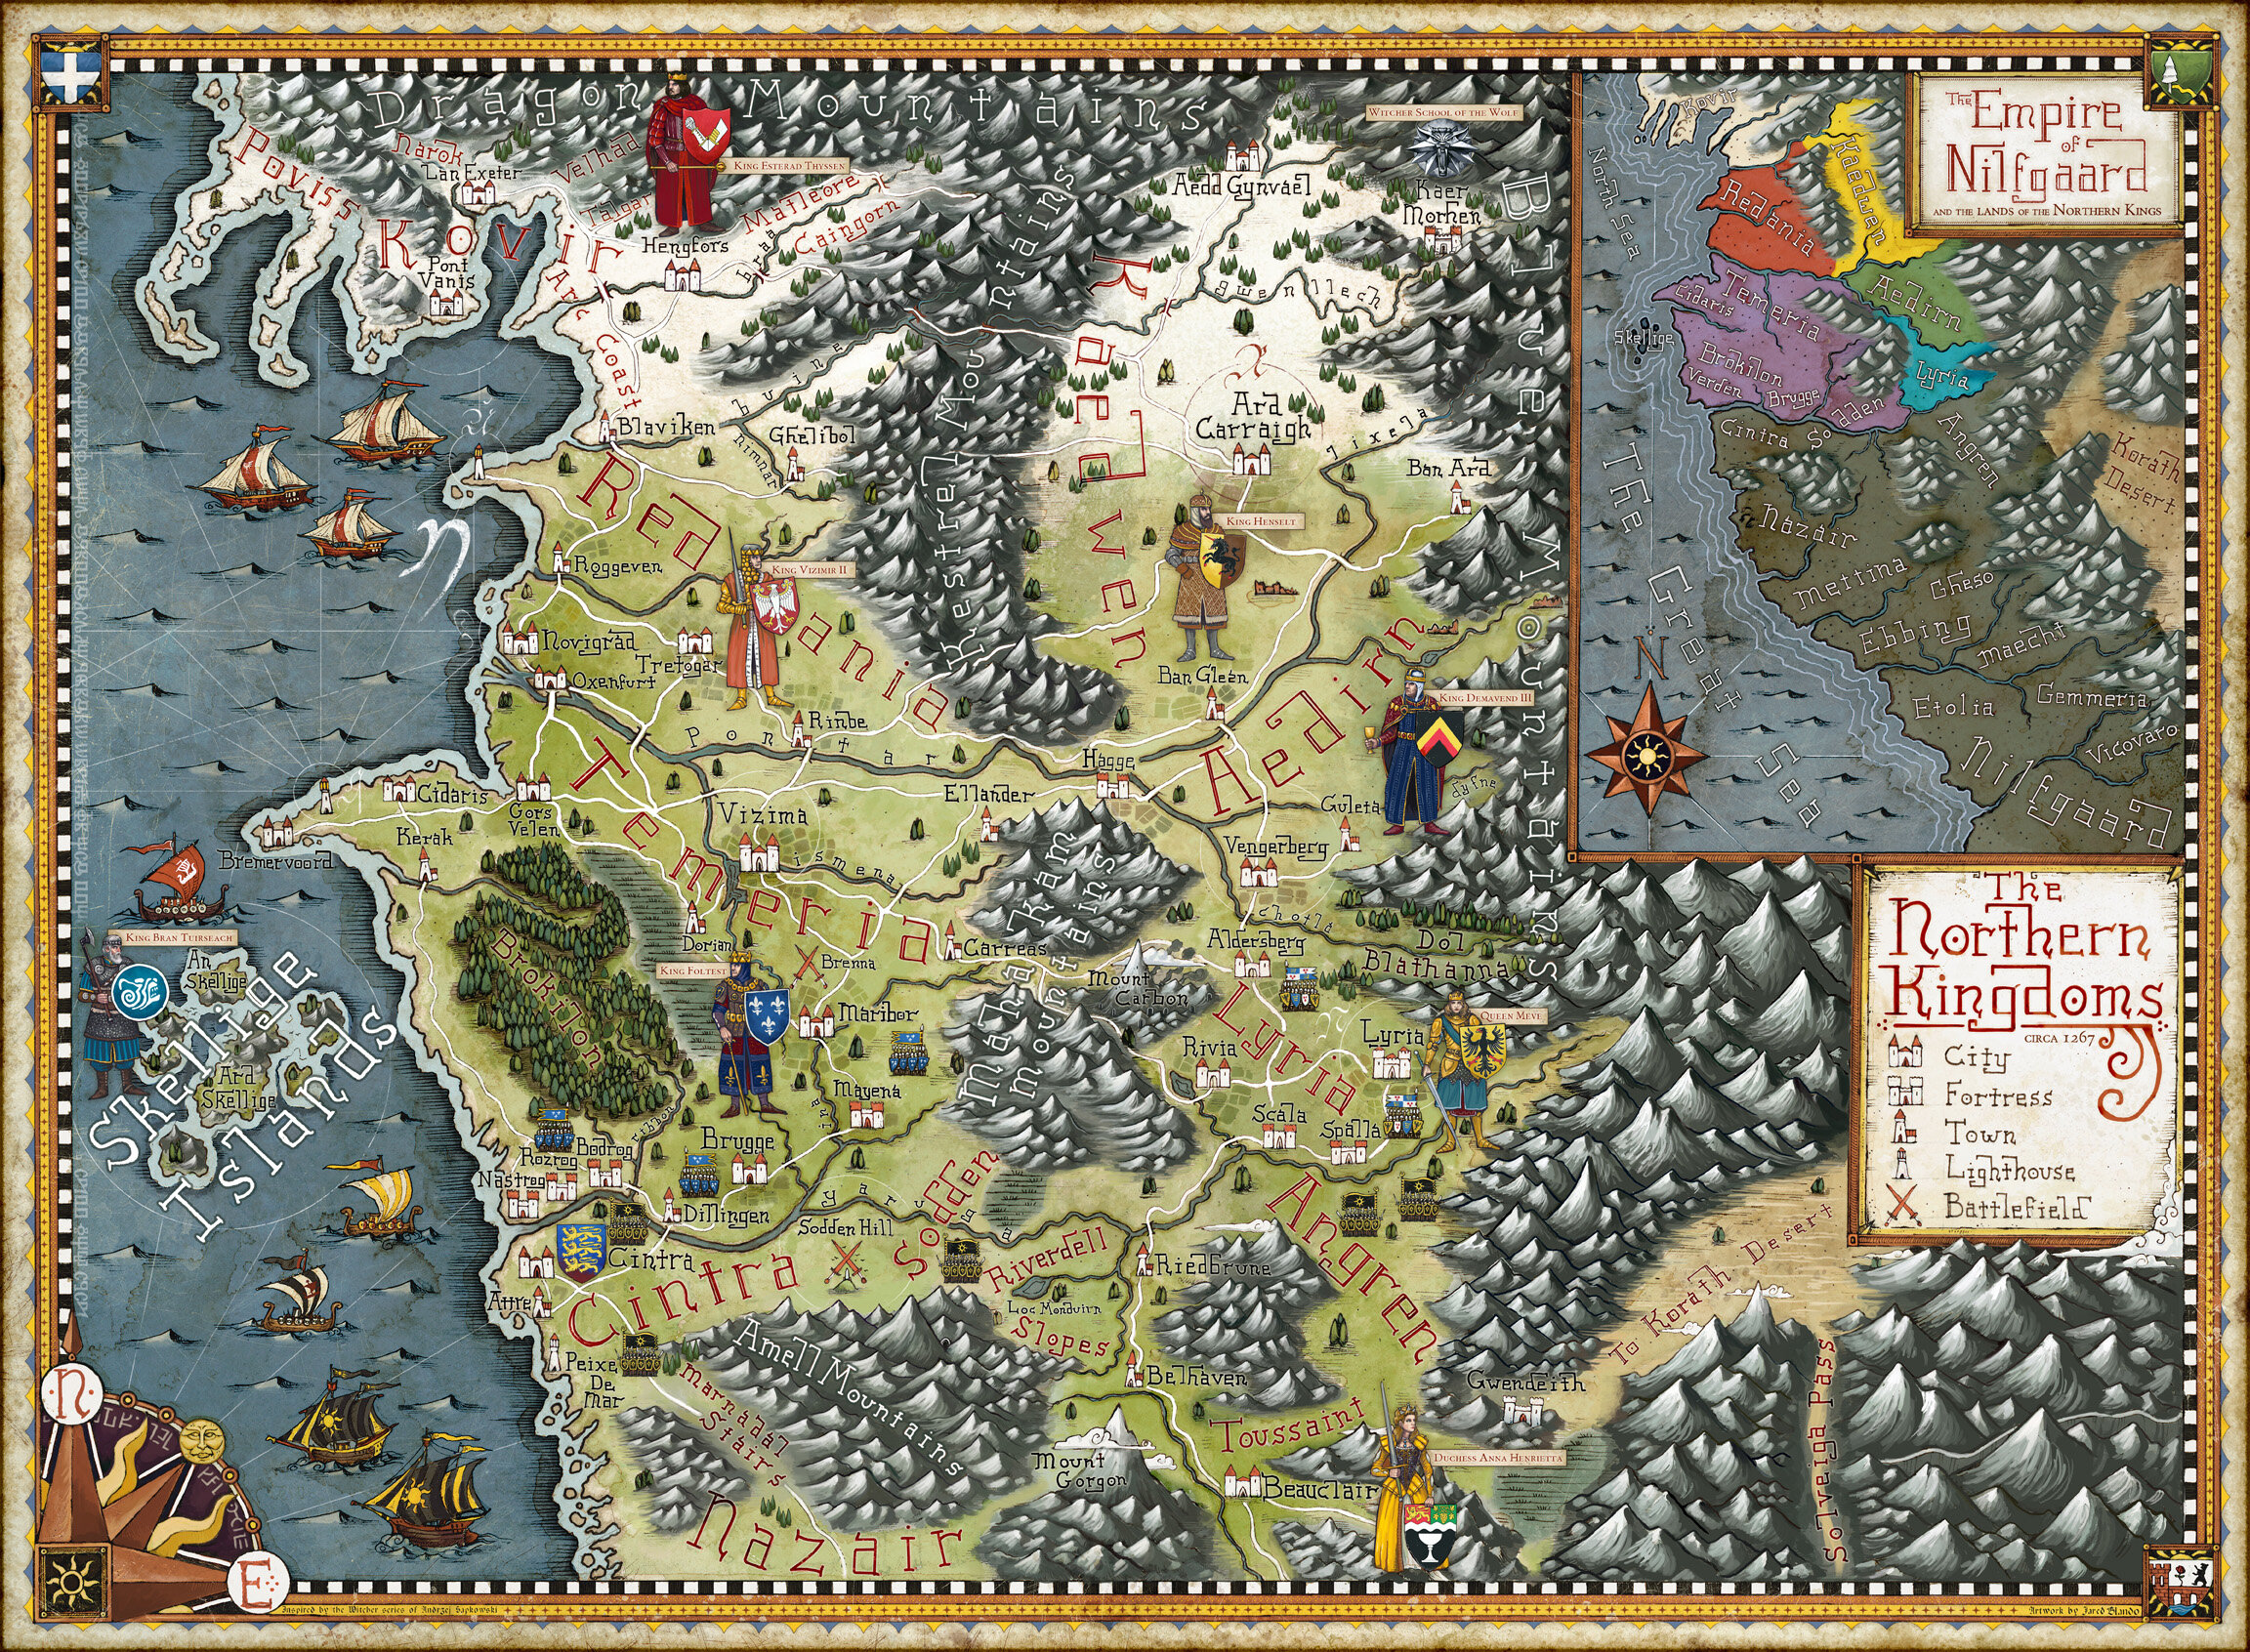 Dragon Mountains
Poviss
Narok
Lan Exeter
Velhad
Talgar
King Esterad Thyssen
Malleore
Caingorn
Hengfors
braa
Kovir
Pont
Vanis
Arc Coast
Aedd Gynvael
Witcher School of the Wolf
Kaer
Morhen
Blue Mountains
Kestrel Mountains
Kaedwen
gwenllech
buina
Blaviken
nimnar
Ghelibol
Ard
Carraigh
lixela
Ban Ard
King Henselt
Redania
Roggeven
King Vizimir II
Novigrad
Tretogar
Oxenfurt
Rinbe
Pontar
Ban Glean
Aedirn
King Demavend III
Hagge
Ellander
Guleta
dyfne
Vengerberg
Cidaris
Gors
Velen
Bremervoord
Kerak
Temeria
Vizima
ismena
Dorian
Brenna
Carreas
Mahakam
Mountains
Mount
Carbon
chotla
Aldersberg
Dol
Blathanna
King Bran Tuirseach
An
Skellige
Ard
Skellige
Skellige
Islands
Brokilon
King Foltest
Maribor
Mayena
ina
Lyria
Rivia
Lyria
Queen Meve
Scala
Spalla
Rozrog
Bodrog
Nastrog
ribbon
Brugge
Dillingen
yaruga
Sodden Hill
Sodden
Cintra
Cintra
Attre
Riverdell
Loc Monduirn
Slopes
Riedbrune
Angren
Peixe
De
Mar
Marnadal
Stairs
Amell Mountains
Nazair
Belhaven
Mount
Gorgon
Toussaint
Beauclair
Duchess Anna Henrietta
Gwendeith
To Korath Desert
Solveiga Pass
The
Empire
of
Nilfgaard
and the lands of the Northern Kings
Kovir
North Sea
Redania
Kaedwen
Aedirn
Temeria
Cidaris
Skellige
Brokilon
Verden
Brugge
Sodden
Lyria
Cintra
Angren
Korath
Desert
The Great Sea
Nazair
Mettina
Gheso
Ebbing
Maecht
Etolia
Gemmeria
Nilfgaard
Vicovaro
N
The
Northern
Kingdoms
circa 1267
City
Fortress
Town
Lighthouse
Battlefield
N
E
Inspired by the Witcher series of Andrzej Sapkowski
Artwork by Jared Blando